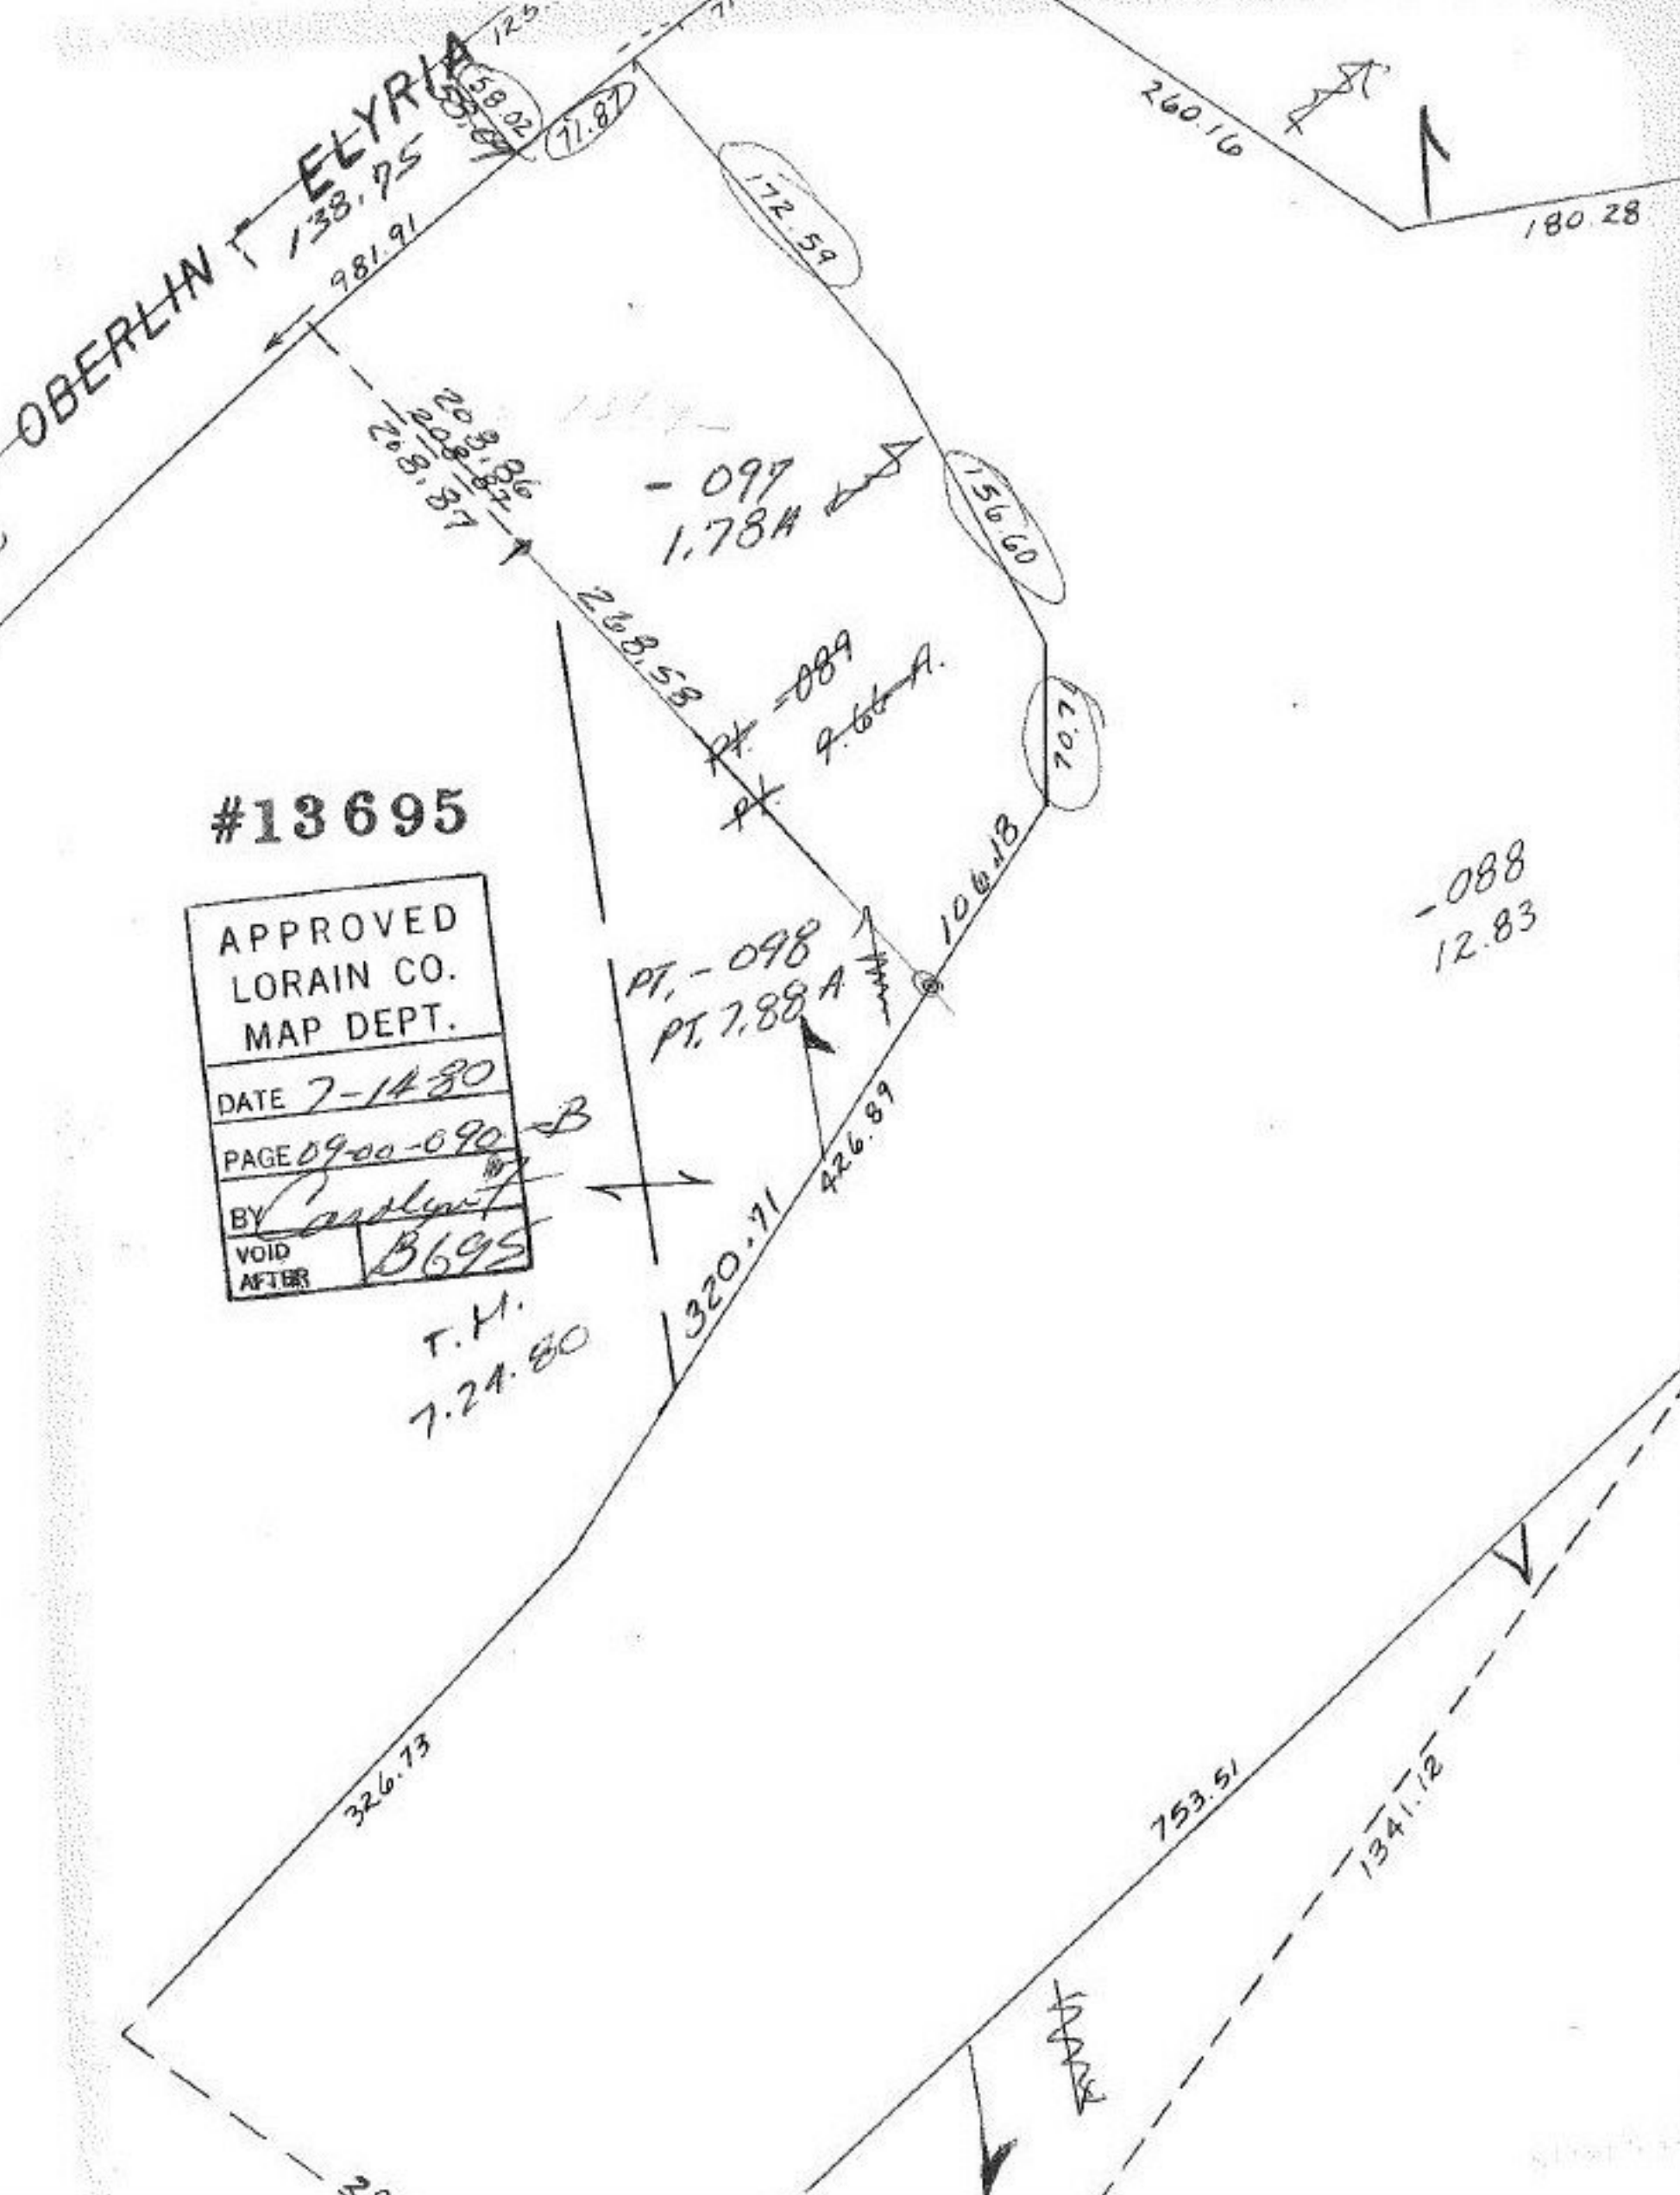 OBERLIN ELYRIA
125.
58.02
71.87
138.75
981.91
172.59
260.16
180.28
208.86
208.87
268.87
- 097
1.78A
156.60
268.58
Pt. -089
Pt. 9.66 A.
106.18
#13695
APPROVED
LORAIN CO.
MAP DEPT.
DATE 7-14-80
PAGE 09-00-090-B
BY
VOID
AFTER
T.H.
7.24.80
PT. - 098
PT. 7.88 A
- 088
12.83
426.89
320.71
326.73
753.51
1341.12